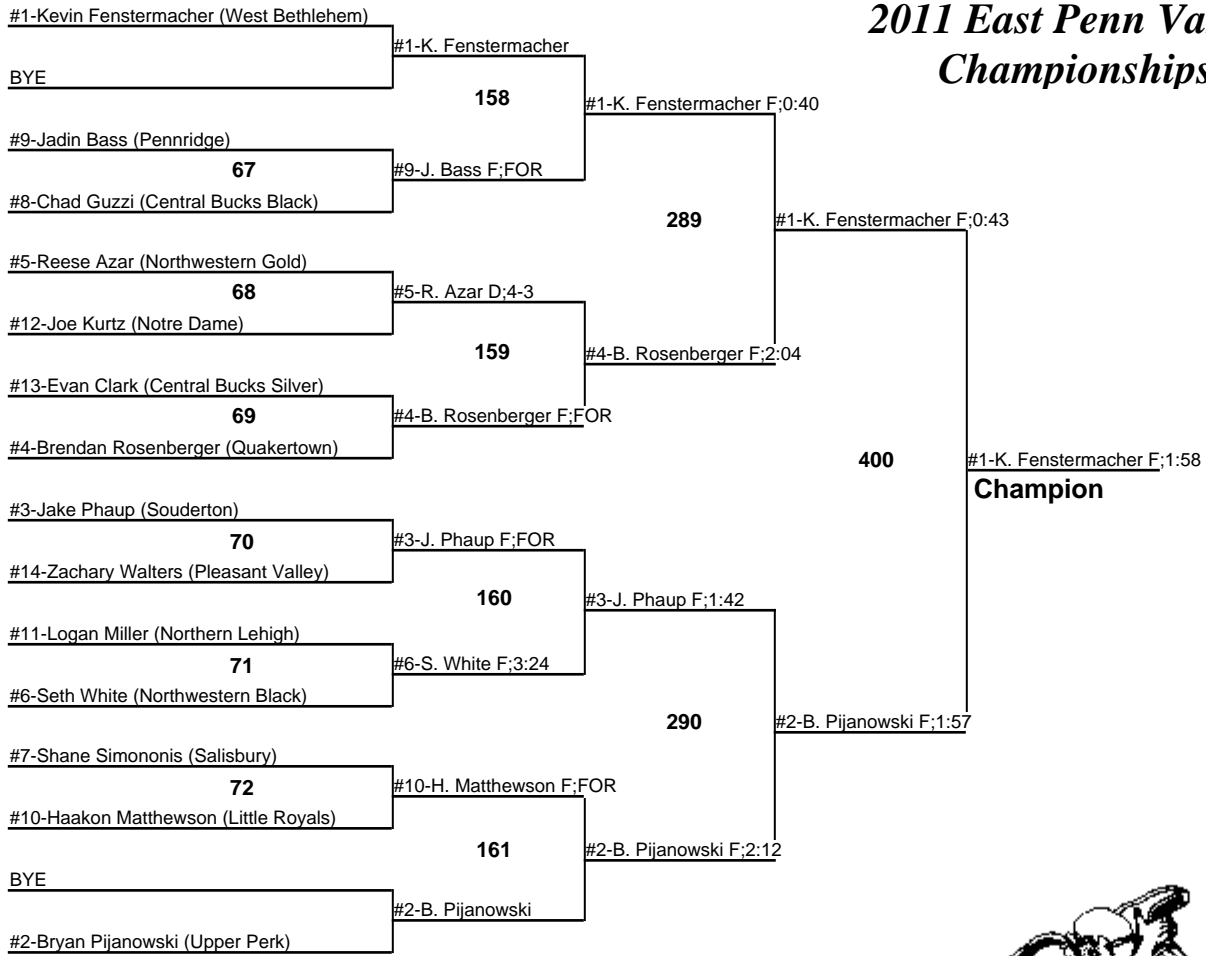 2011 East Penn Va
Championships
#1-Kevin Fenstermacher (West Bethlehem)
#1-K. Fenstermacher
BYE
158
#1-K. Fenstermacher F;0:40
#9-Jadin Bass (Pennridge)
67
#9-J. Bass F;FOR
#8-Chad Guzzi (Central Bucks Black)
289
#1-K. Fenstermacher F;0:43
#5-Reese Azar (Northwestern Gold)
68
#5-R. Azar D;4-3
#12-Joe Kurtz (Notre Dame)
159
#4-B. Rosenberger F;2:04
#13-Evan Clark (Central Bucks Silver)
69
#4-B. Rosenberger F;FOR
#4-Brendan Rosenberger (Quakertown)
400
#1-K. Fenstermacher F;1:58
Champion
#3-Jake Phaup (Souderton)
70
#3-J. Phaup F;FOR
#14-Zachary Walters (Pleasant Valley)
160
#3-J. Phaup F;1:42
#11-Logan Miller (Northern Lehigh)
71
#6-S. White F;3:24
#6-Seth White (Northwestern Black)
290
#2-B. Pijanowski F;1:57
#7-Shane Simononis (Salisbury)
72
#10-H. Matthewson F;FOR
#10-Haakon Matthewson (Little Royals)
161
#2-B. Pijanowski F;2:12
BYE
#2-B. Pijanowski
#2-Bryan Pijanowski (Upper Perk)